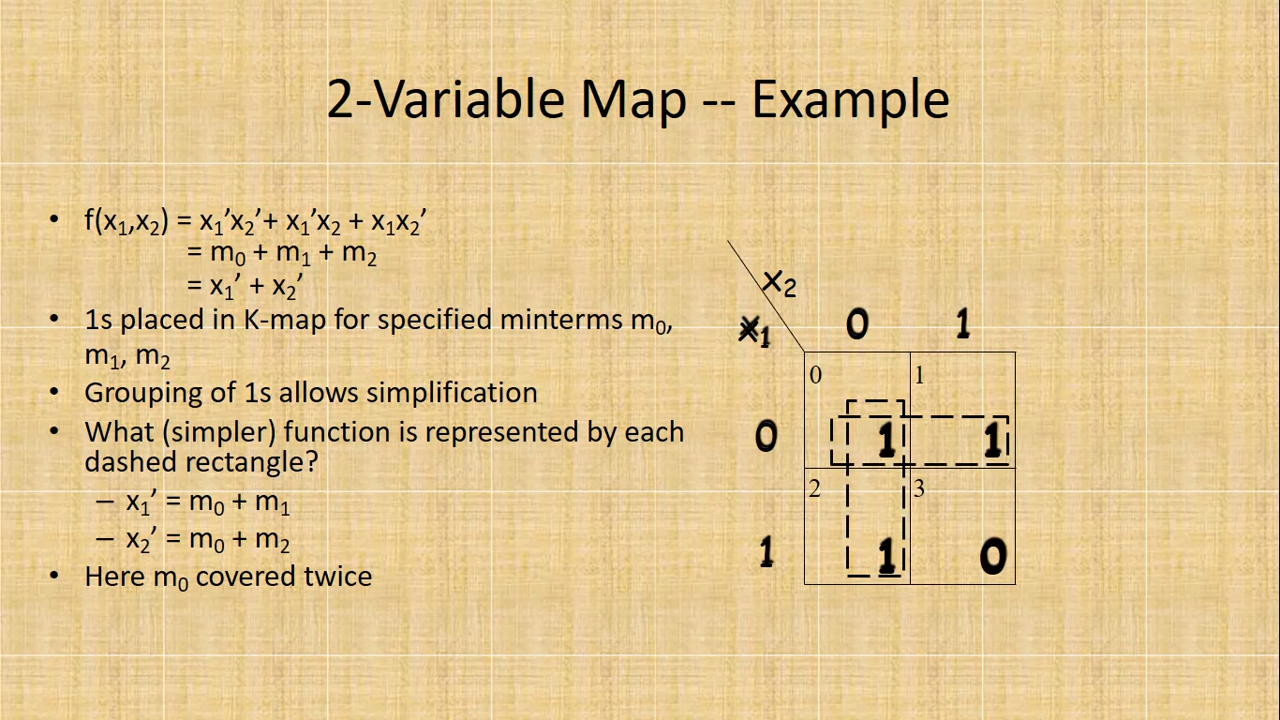 2-Variable Map -- Example
• f(x₁,x₂) = x₁’x₂’+ x₁’x₂ + x₁x₂’
= m₀ + m₁ + m₂
= x₁’ + x₂’
• 1s placed in K-map for specified minterms m₀,
m₁, m₂
• Grouping of 1s allows simplification
• What (simpler) function is represented by each
dashed rectangle?
– x₁’ = m₀ + m₁
– x₂’ = m₀ + m₂
• Here m₀ covered twice
x₂
x₁ 0 1
0 1
0 1 1
2 3
1 1 0